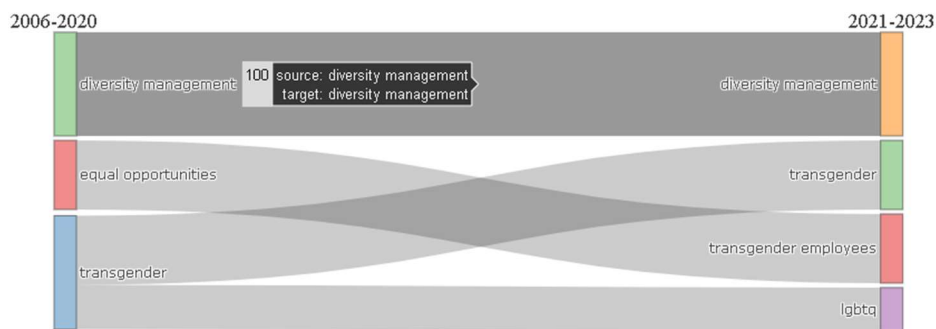 2006-2020
2021-2023
diversity management
100 source: diversity management
target: diversity management
diversity management
equal opportunities
transgender
transgender employees
transgender
lgbtq